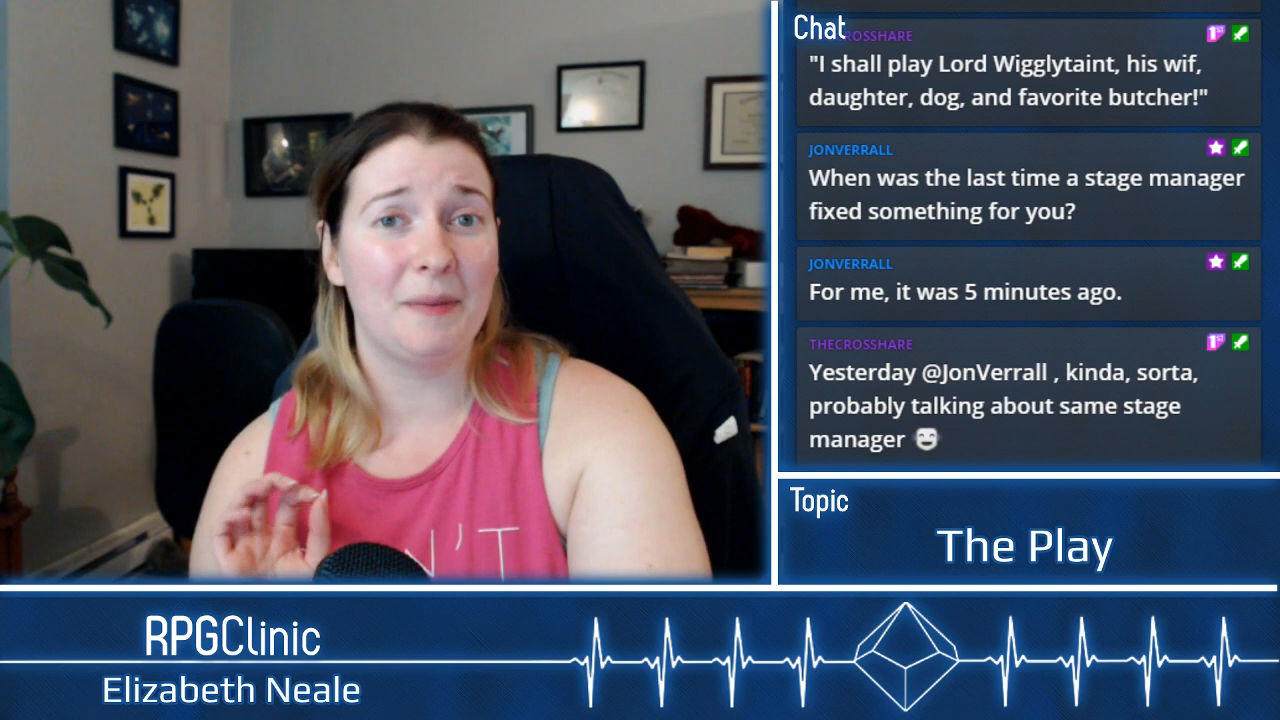 Chat
ROSSHARE
"I shall play Lord Wigglytaint, his wif,
daughter, dog, and favorite butcher!"
JONVERRALL
When was the last time a stage manager
fixed something for you?
JONVERRALL
For me, it was 5 minutes ago.
THECROSSHARE
Yesterday @JonVerrall , kinda, sorta,
probably talking about same stage
manager
Topic
The Play
N'T
RPGClinic
Elizabeth Neale